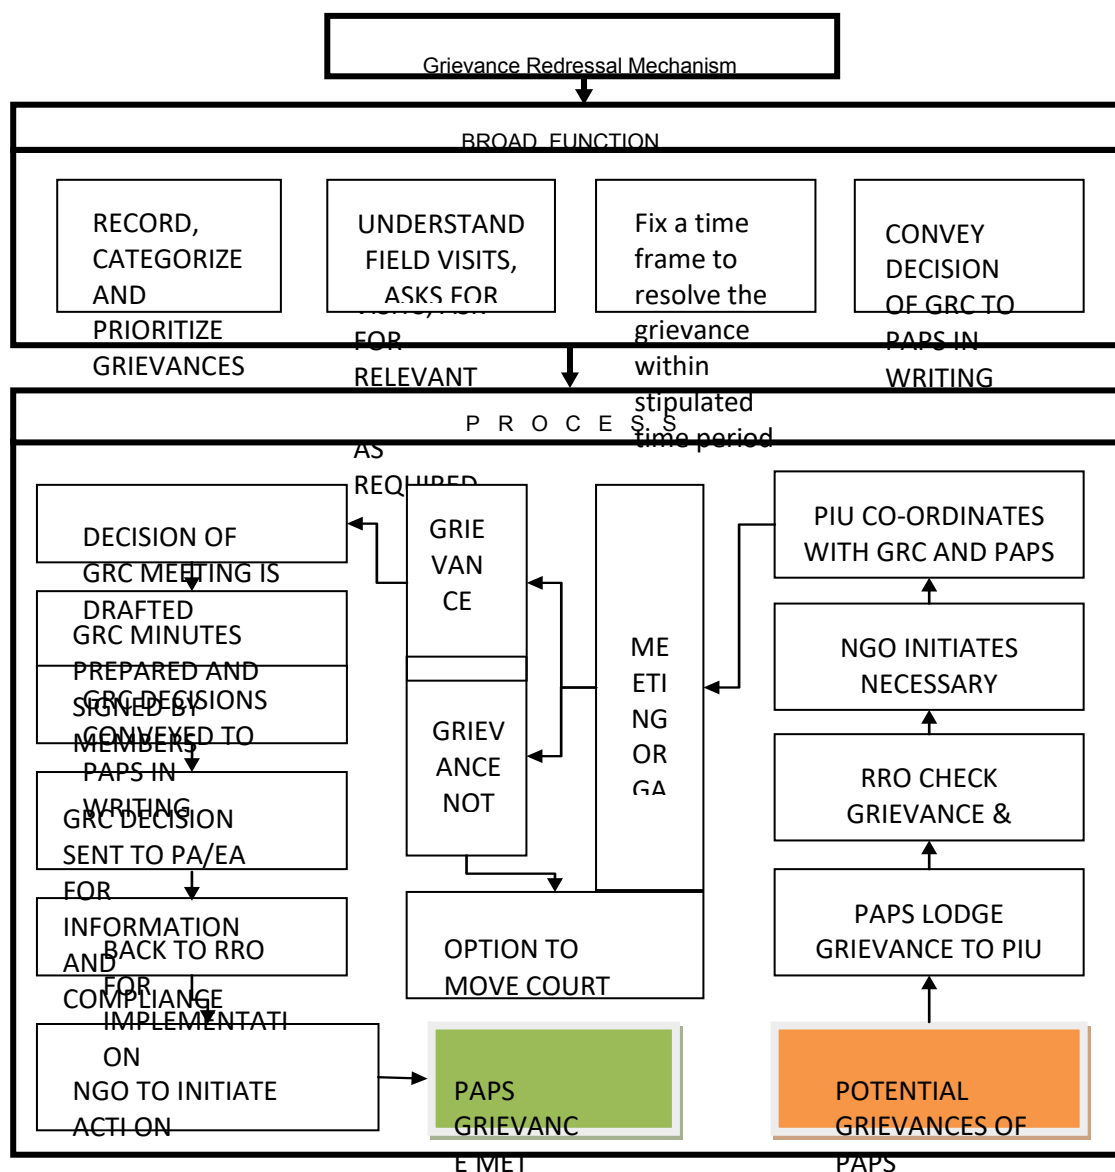 Grievance Redressal Mechanism
BROAD FUNCTION
RECORD,
CATEGORIZE
AND
PRIORITIZE
GRIEVANCES
UNDERSTAND
FIELD VISITS,
ASKS FOR
FOR
RELEVANT
AS
REQUIRED
Fix a time
frame to
resolve the
grievance
within
stipulated
time period
CONVEY
DECISION
OF GRC TO
PAPS IN
WRITING
P R O C E S S
DECISION OF
GRC MEETING IS
DRAFTED
GRC MINUTES
PREPARED AND
SIGNED BY
MEMBERS
GRC DECISIONS
CONVEYED TO
PAPS IN
WRITING
GRC DECISION
SENT TO PA/EA
FOR
INFORMATION
AND
COMPLIANCE
BACK TO RRO
FOR
IMPLEMENTATI
ON
NGO TO INITIATE
ACTI ON
GRIE
VAN
CE
GRIEV
ANCE
NOT
ME
ETI
NG
OR
GA
OPTION TO
MOVE COURT
PAPS
GRIEVANC
E MET
PIU CO-ORDINATES
WITH GRC AND PAPS
NGO INITIATES
NECESSARY
RRO CHECK
GRIEVANCE &
PAPS LODGE
GRIEVANCE TO PIU
POTENTIAL
GRIEVANCES OF
PAPS